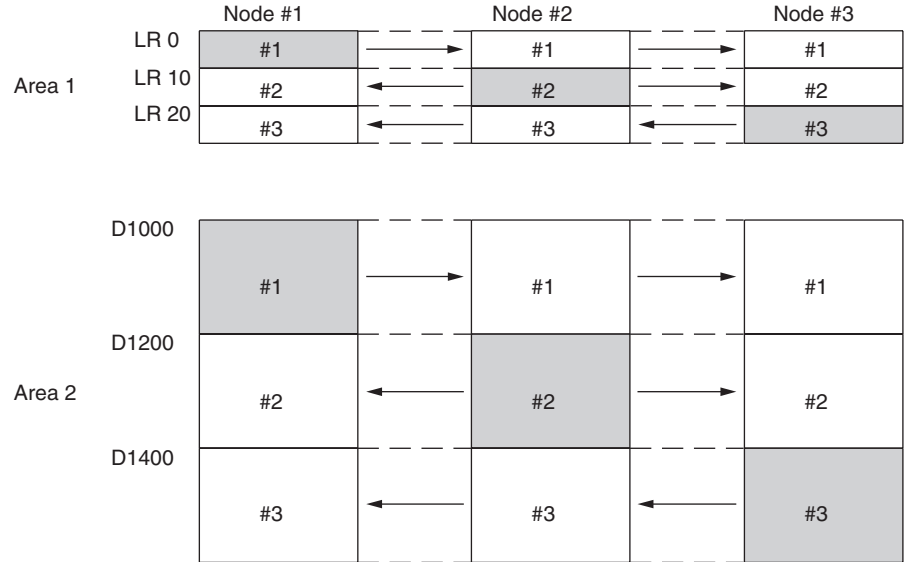 Node #1 Node #2 Node #3
LR 0 #1 #1 #1
Area 1 LR 10 #2 #2 #2
LR 20 #3 #3 #3
D1000
#1 #1 #1
D1200
Area 2 #2 #2 #2
D1400
#3 #3 #3